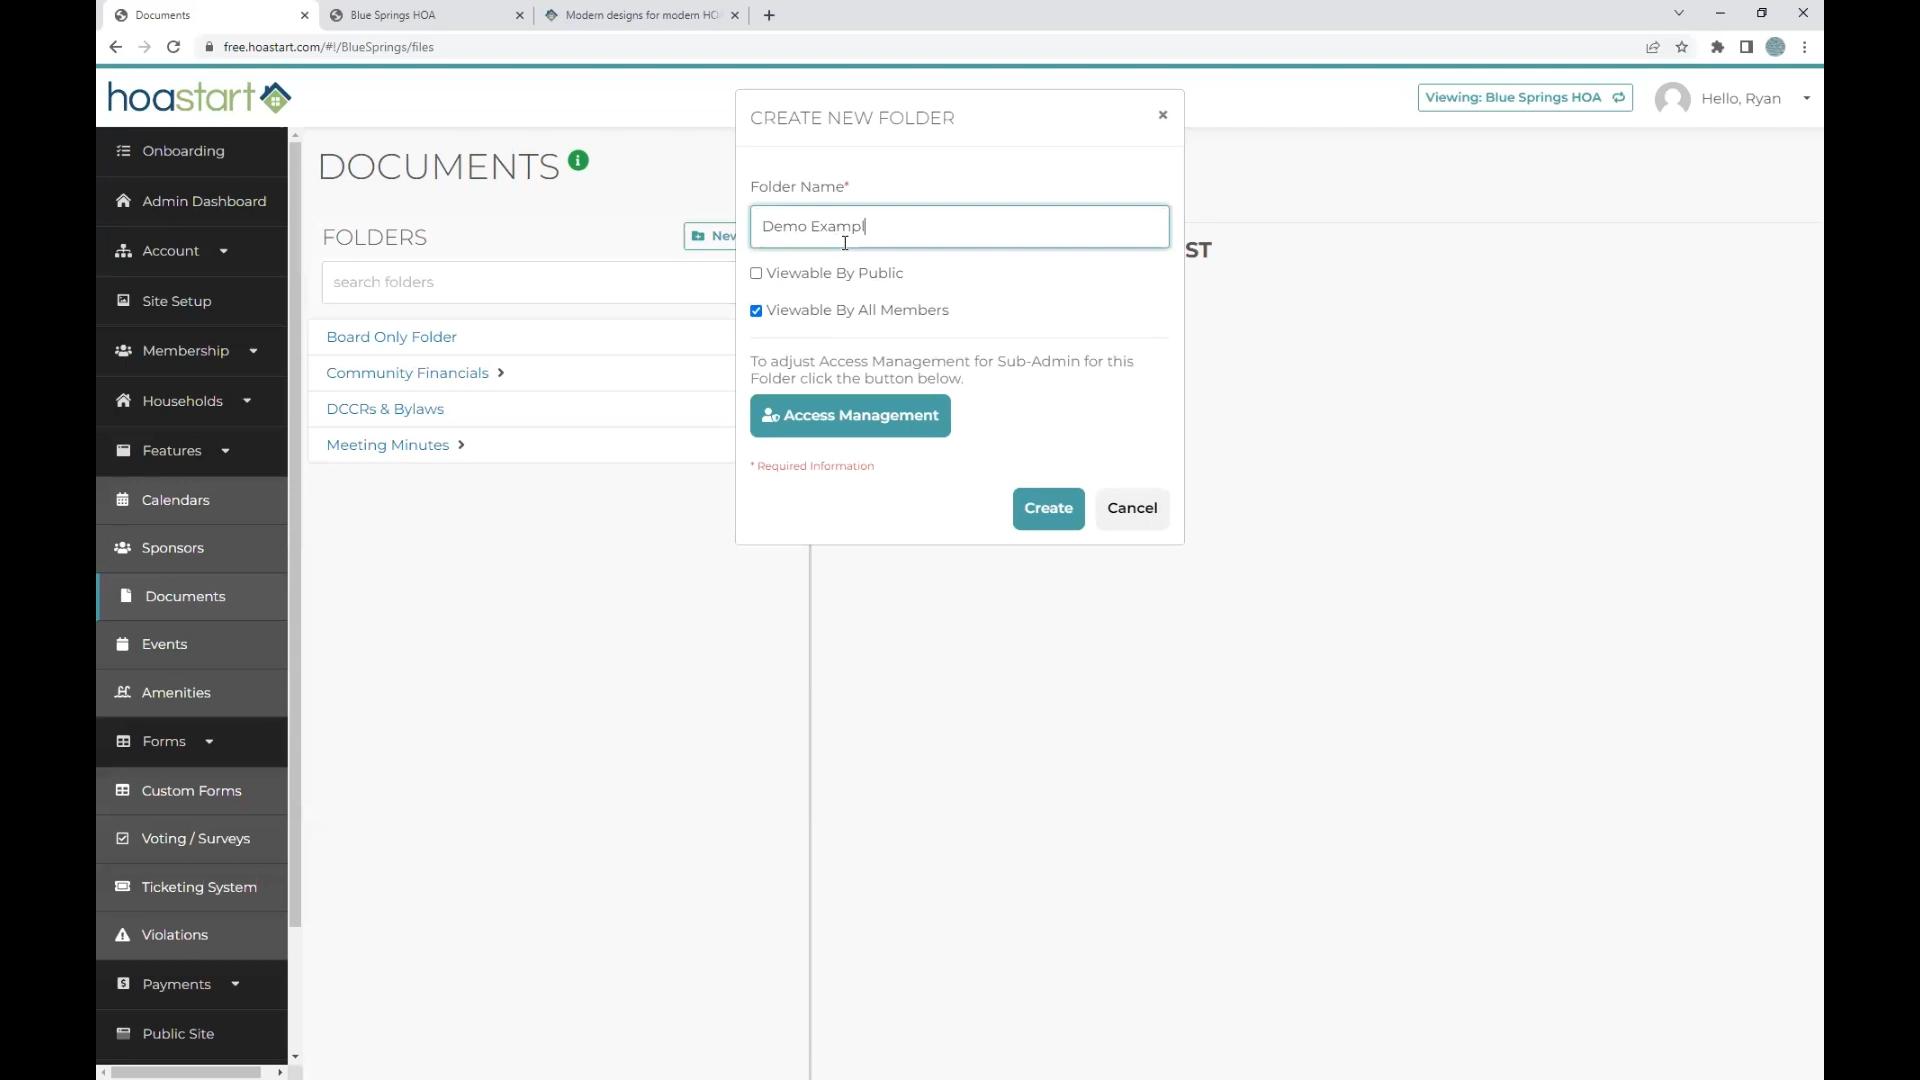 Documents
Blue Springs HOA
Modern designs for modern HO
free.hoastart.com/#!/BlueSprings/files
hoastart
Viewing: Blue Springs HOA
Hello, Ryan
Onboarding
Admin Dashboard
Account
Site Setup
Membership
Households
Features
Calendars
Sponsors
Documents
Events
Amenities
Forms
Custom Forms
Voting / Surveys
Ticketing System
Violations
Payments
Public Site
DOCUMENTS
FOLDERS
New
search folders
Board Only Folder
Community Financials
DCCRs & Bylaws
Meeting Minutes
CREATE NEW FOLDER
Folder Name*
Demo Exampl
Viewable By Public
Viewable By All Members
To adjust Access Management for Sub-Admin for this
Folder click the button below.
Access Management
* Required Information
Create
Cancel
ST